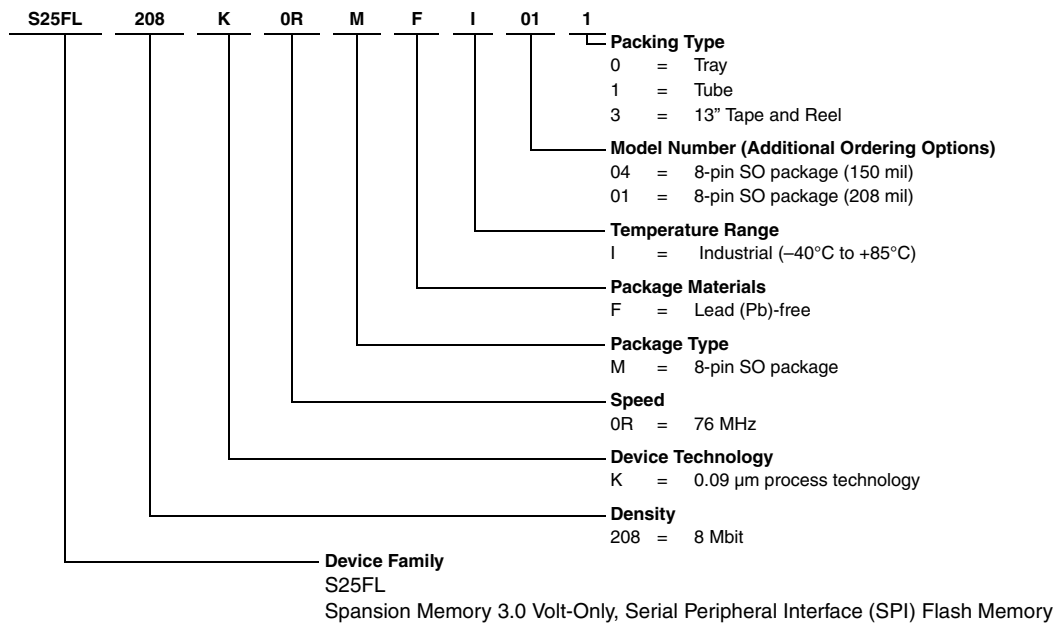 S25FL 208 K 0R M F I 01 1
Packing Type
0 = Tray
1 = Tube
3 = 13” Tape and Reel
Model Number (Additional Ordering Options)
04 = 8-pin SO package (150 mil)
01 = 8-pin SO package (208 mil)
Temperature Range
I = Industrial (–40°C to +85°C)
Package Materials
F = Lead (Pb)-free
Package Type
M = 8-pin SO package
Speed
0R = 76 MHz
Device Technology
K = 0.09 µm process technology
Density
208 = 8 Mbit
Device Family
S25FL
Spansion Memory 3.0 Volt-Only, Serial Peripheral Interface (SPI) Flash Memory